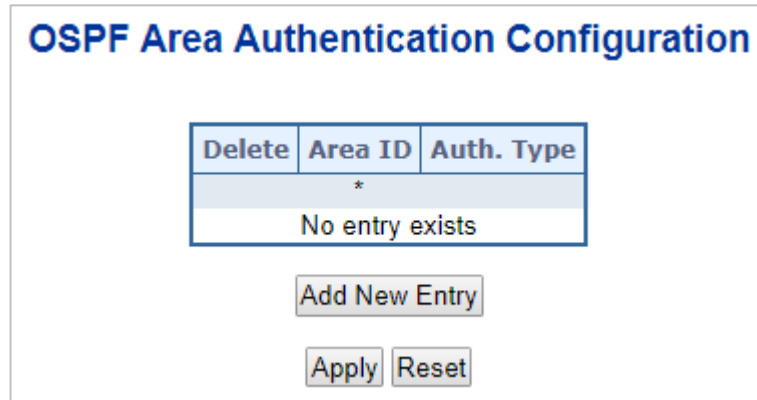 OSPF Area Authentication Configuration
Delete Area ID Auth. Type
*
No entry exists
Add New Entry
Apply Reset